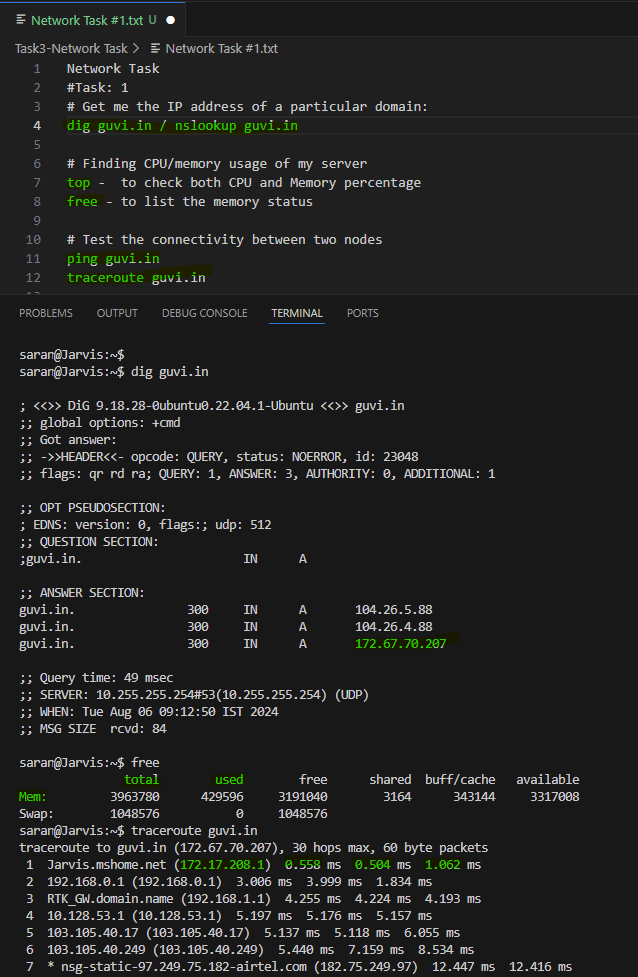 Network Task #1.txt U
Task3-Network Task > Network Task #1.txt
1 Network Task
2 #Task: 1
3 # Get me the IP address of a particular domain:
4 dig guvi.in / nslookup guvi.in
5
6 # Finding CPU/memory usage of my server
7 top -  to check both CPU and Memory percentage
8 free - to list the memory status
9
10 # Test the connectivity between two nodes
11 ping guvi.in
12 traceroute guvi.in
PROBLEMS OUTPUT DEBUG CONSOLE TERMINAL PORTS
saran@Jarvis:~$
saran@Jarvis:~$ dig guvi.in
; <<>> DiG 9.18.28-0ubuntu0.22.04.1-Ubuntu <<>> guvi.in
;; global options: +cmd
;; Got answer:
;; ->>HEADER<<- opcode: QUERY, status: NOERROR, id: 23048
;; flags: qr rd ra; QUERY: 1, ANSWER: 3, AUTHORITY: 0, ADDITIONAL: 1
;; OPT PSEUDOSECTION:
; EDNS: version: 0, flags:; udp: 512
;; QUESTION SECTION:
;guvi.in. IN A
;; ANSWER SECTION:
guvi.in. 300 IN A 104.26.5.88
guvi.in. 300 IN A 104.26.4.88
guvi.in. 300 IN A 172.67.70.207
;; Query time: 49 msec
;; SERVER: 10.255.255.254#53(10.255.255.254) (UDP)
;; WHEN: Tue Aug 06 09:12:50 IST 2024
;; MSG SIZE  rcvd: 84
saran@Jarvis:~$ free
total used free shared buff/cache available
Mem: 3963780 429596 3191040 3164 343144 3317008
Swap: 1048576 0 1048576
saran@Jarvis:~$ traceroute guvi.in
traceroute to guvi.in (172.67.70.207), 30 hops max, 60 byte packets
1  Jarvis.mshome.net (172.17.208.1)  0.558 ms  0.504 ms  1.062 ms
2  192.168.0.1 (192.168.0.1)  3.006 ms  3.999 ms  1.834 ms
3  RTK_GW.domain.name (192.168.1.1)  4.255 ms  4.224 ms  4.193 ms
4  10.128.53.1 (10.128.53.1)  5.197 ms  5.176 ms  5.157 ms
5  103.105.40.17 (103.105.40.17)  5.137 ms  5.118 ms  6.055 ms
6  103.105.40.249 (103.105.40.249)  5.440 ms  7.159 ms  8.534 ms
7  * nsg-static-97.249.75.182-airtel.com (182.75.249.97)  12.447 ms  12.416 ms